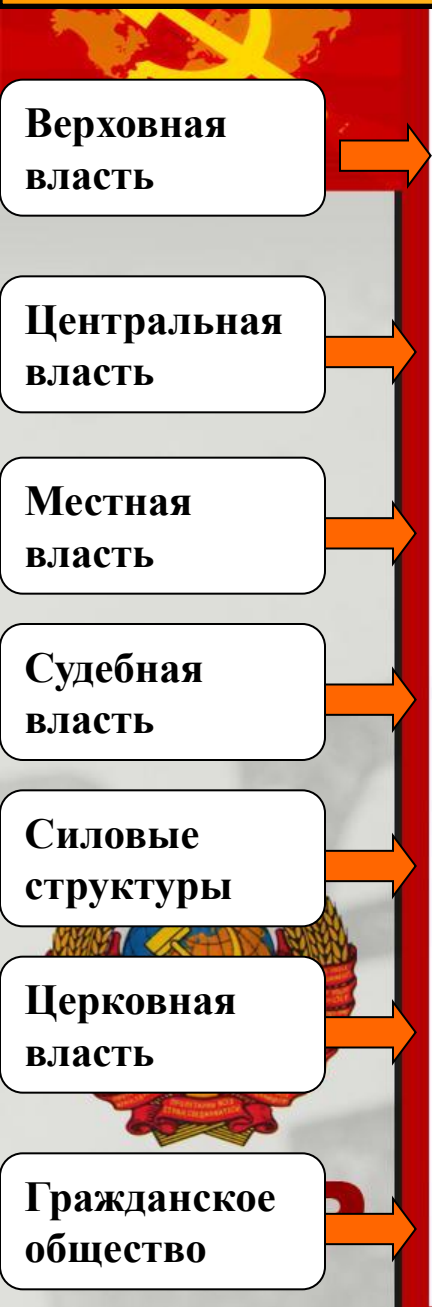 Верховная
власть
Центральная
власть
Местная
власть
Судебная
власть
Силовые
структуры
Церковная
власть
Гражданское
общество